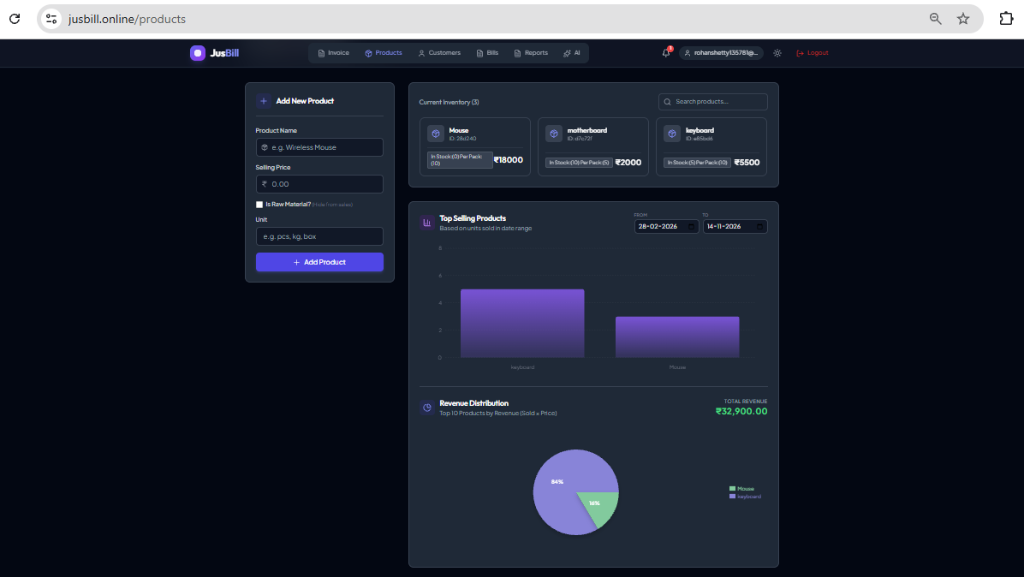 jusbill.online/products
JusBill
Invoice Products Customers Bills Reports AI
rohanshetty135781@...
Logout
+ Add New Product
Product Name
e.g. Wireless Mouse
Selling Price
₹ 0.00
Is Raw Material? (Hide from sales)
Unit
e.g. pcs, kg, box
+ Add Product
Current Inventory (3)
Search products...
Mouse
In Stock:(0) Per Pack:
(10)
₹18000
motherboard
In Stock:(10) Per Pack:(5)
₹2000
keyboard
In Stock:(5) Per Pack:(10)
₹5500
Top Selling Products
Based on units sold in date range
FROM
28-02-2026
TO
14-11-2026
8
6
4
2
0
keyboard
Mouse
Revenue Distribution
Top 10 Products by Revenue (Sold × Price)
TOTAL REVENUE
₹32,900.00
84%
16%
Mouse
keyboard